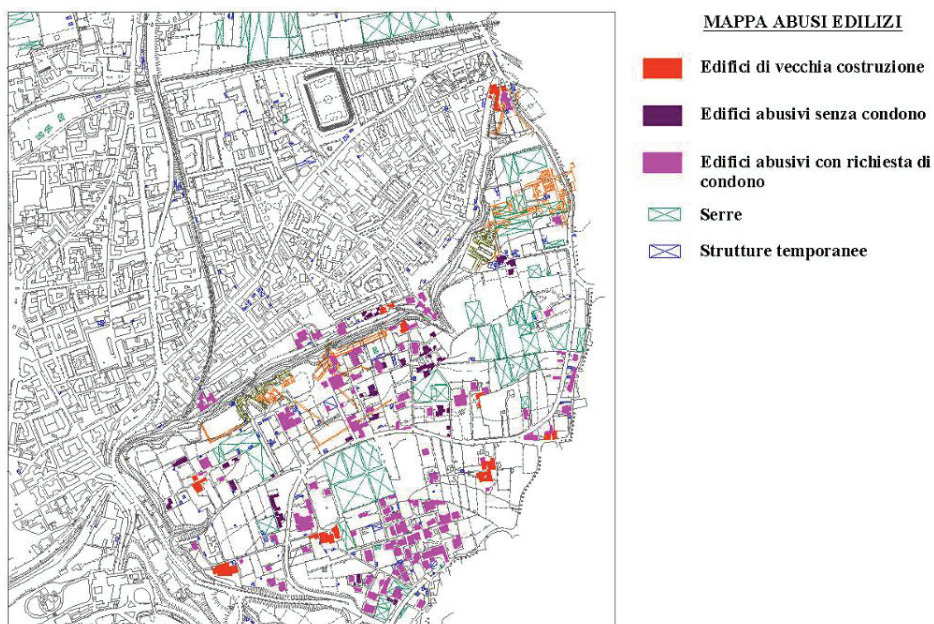 MAPPA ABUSI EDILIZI
Edifici di vecchia costruzione
Edifici abusivi senza condono
Edifici abusivi con richiesta di
condono
Serre
Strutture temporanee